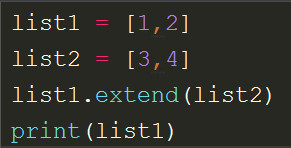 list1 = [1,2]
list2 = [3,4]
list1.extend(list2)
print(list1)